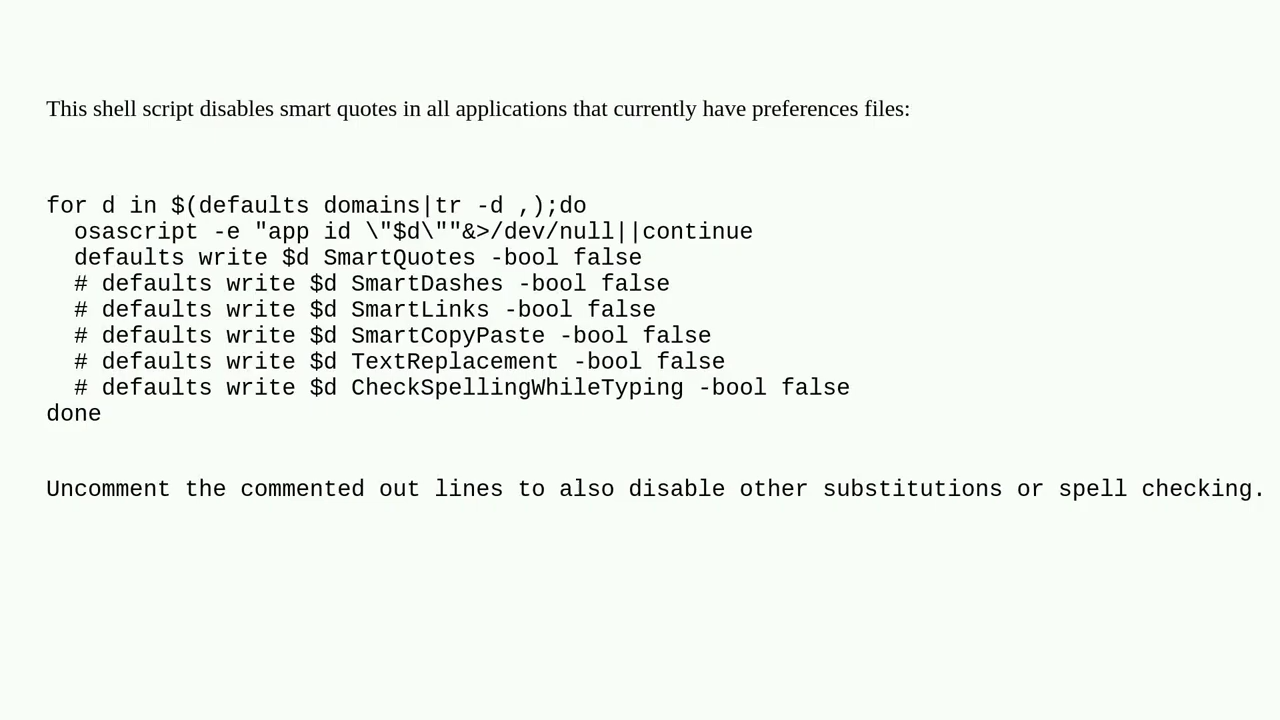 This shell script disables smart quotes in all applications that currently have preferences files:
for d in $(defaults domains|tr -d ,);do
  osascript -e "app id \"$d\""&>/dev/null||continue
  defaults write $d SmartQuotes -bool false
  # defaults write $d SmartDashes -bool false
  # defaults write $d SmartLinks -bool false
  # defaults write $d SmartCopyPaste -bool false
  # defaults write $d TextReplacement -bool false
  # defaults write $d CheckSpellingWhileTyping -bool false
done
Uncomment the commented out lines to also disable other substitutions or spell checking.